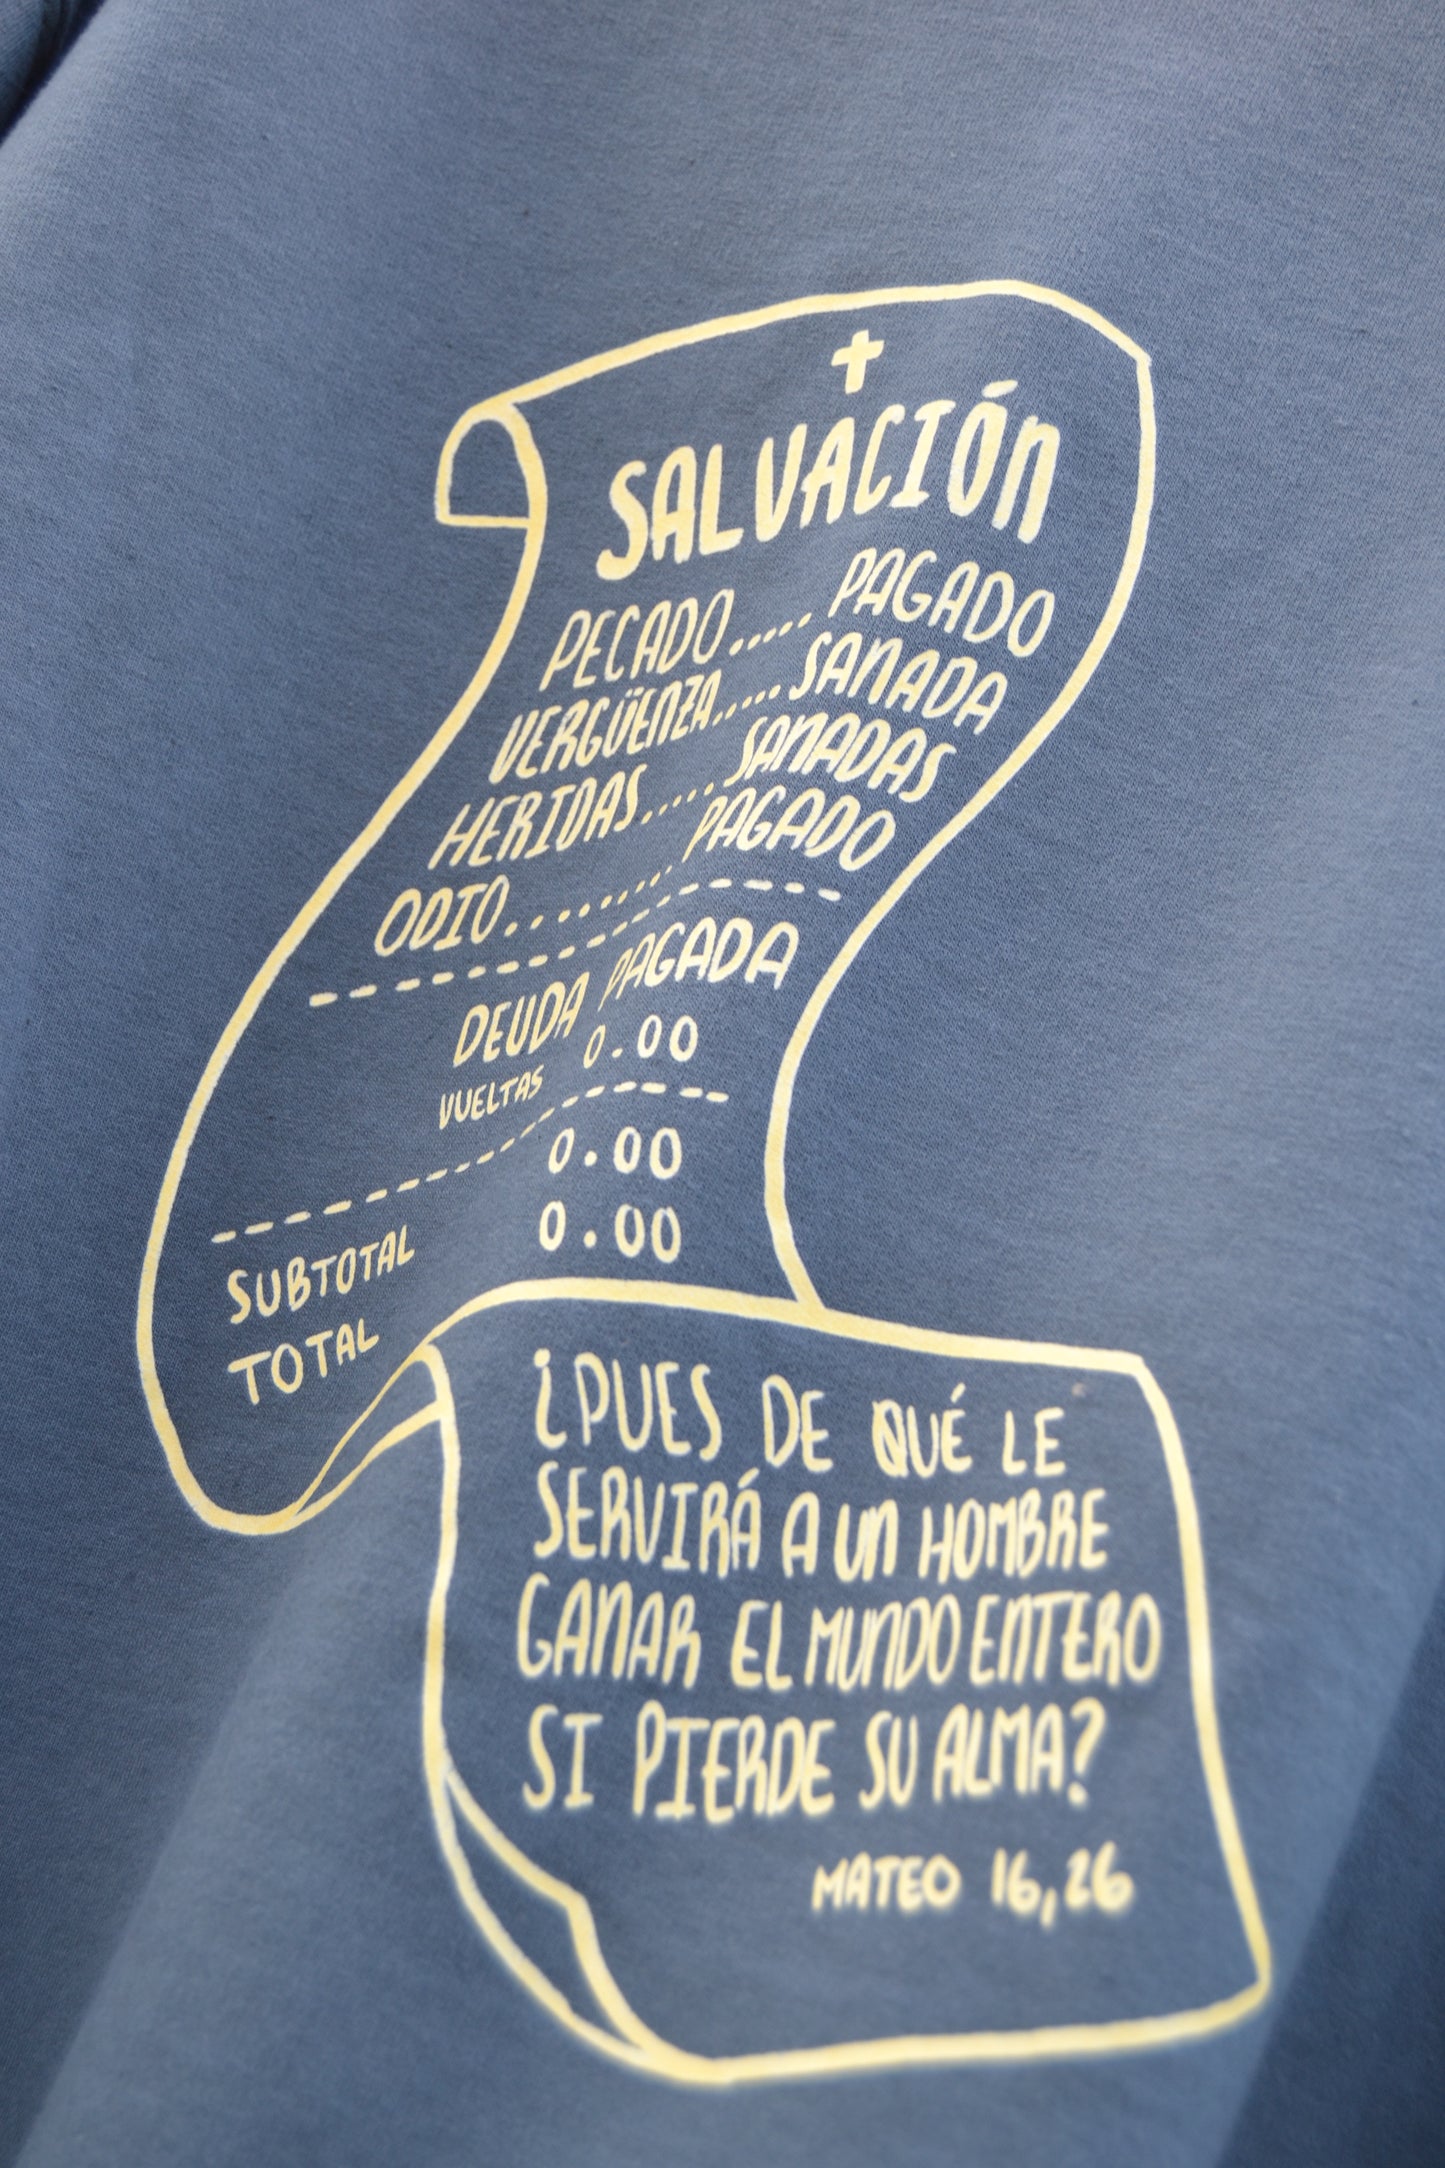 SALVACIÓN
PECADO..... PAGADO
VERGÜENZA..... SANADA
HERIDAS..... SANADAS
ODIO........ PAGADO
DEUDA PAGADA
VUELTAS 0.00
SUBTOTAL 0.00
TOTAL 0.00
¿PUES DE QUÉ LE
SERVIRÁ A UN HOMBRE
GANAR EL MUNDO ENTERO
SI PIERDE SU ALMA?
MATEO 16,26